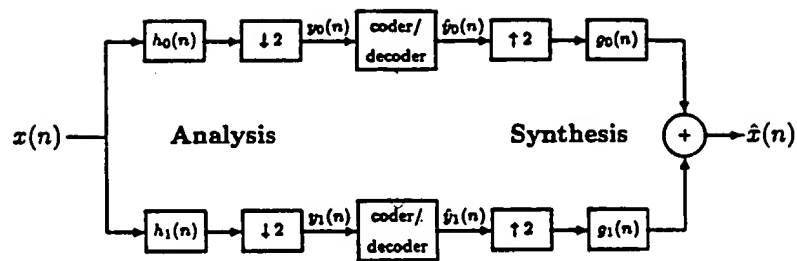 h₀(n) ↓2 y₀(n) coder/ decoder ŷ₀(n) ↑2 g₀(n)
x(n) Analysis Synthesis + x̂(n)
h₁(n) ↓2 y₁(n) coder/. decoder ŷ₁(n) ↑2 g₁(n)